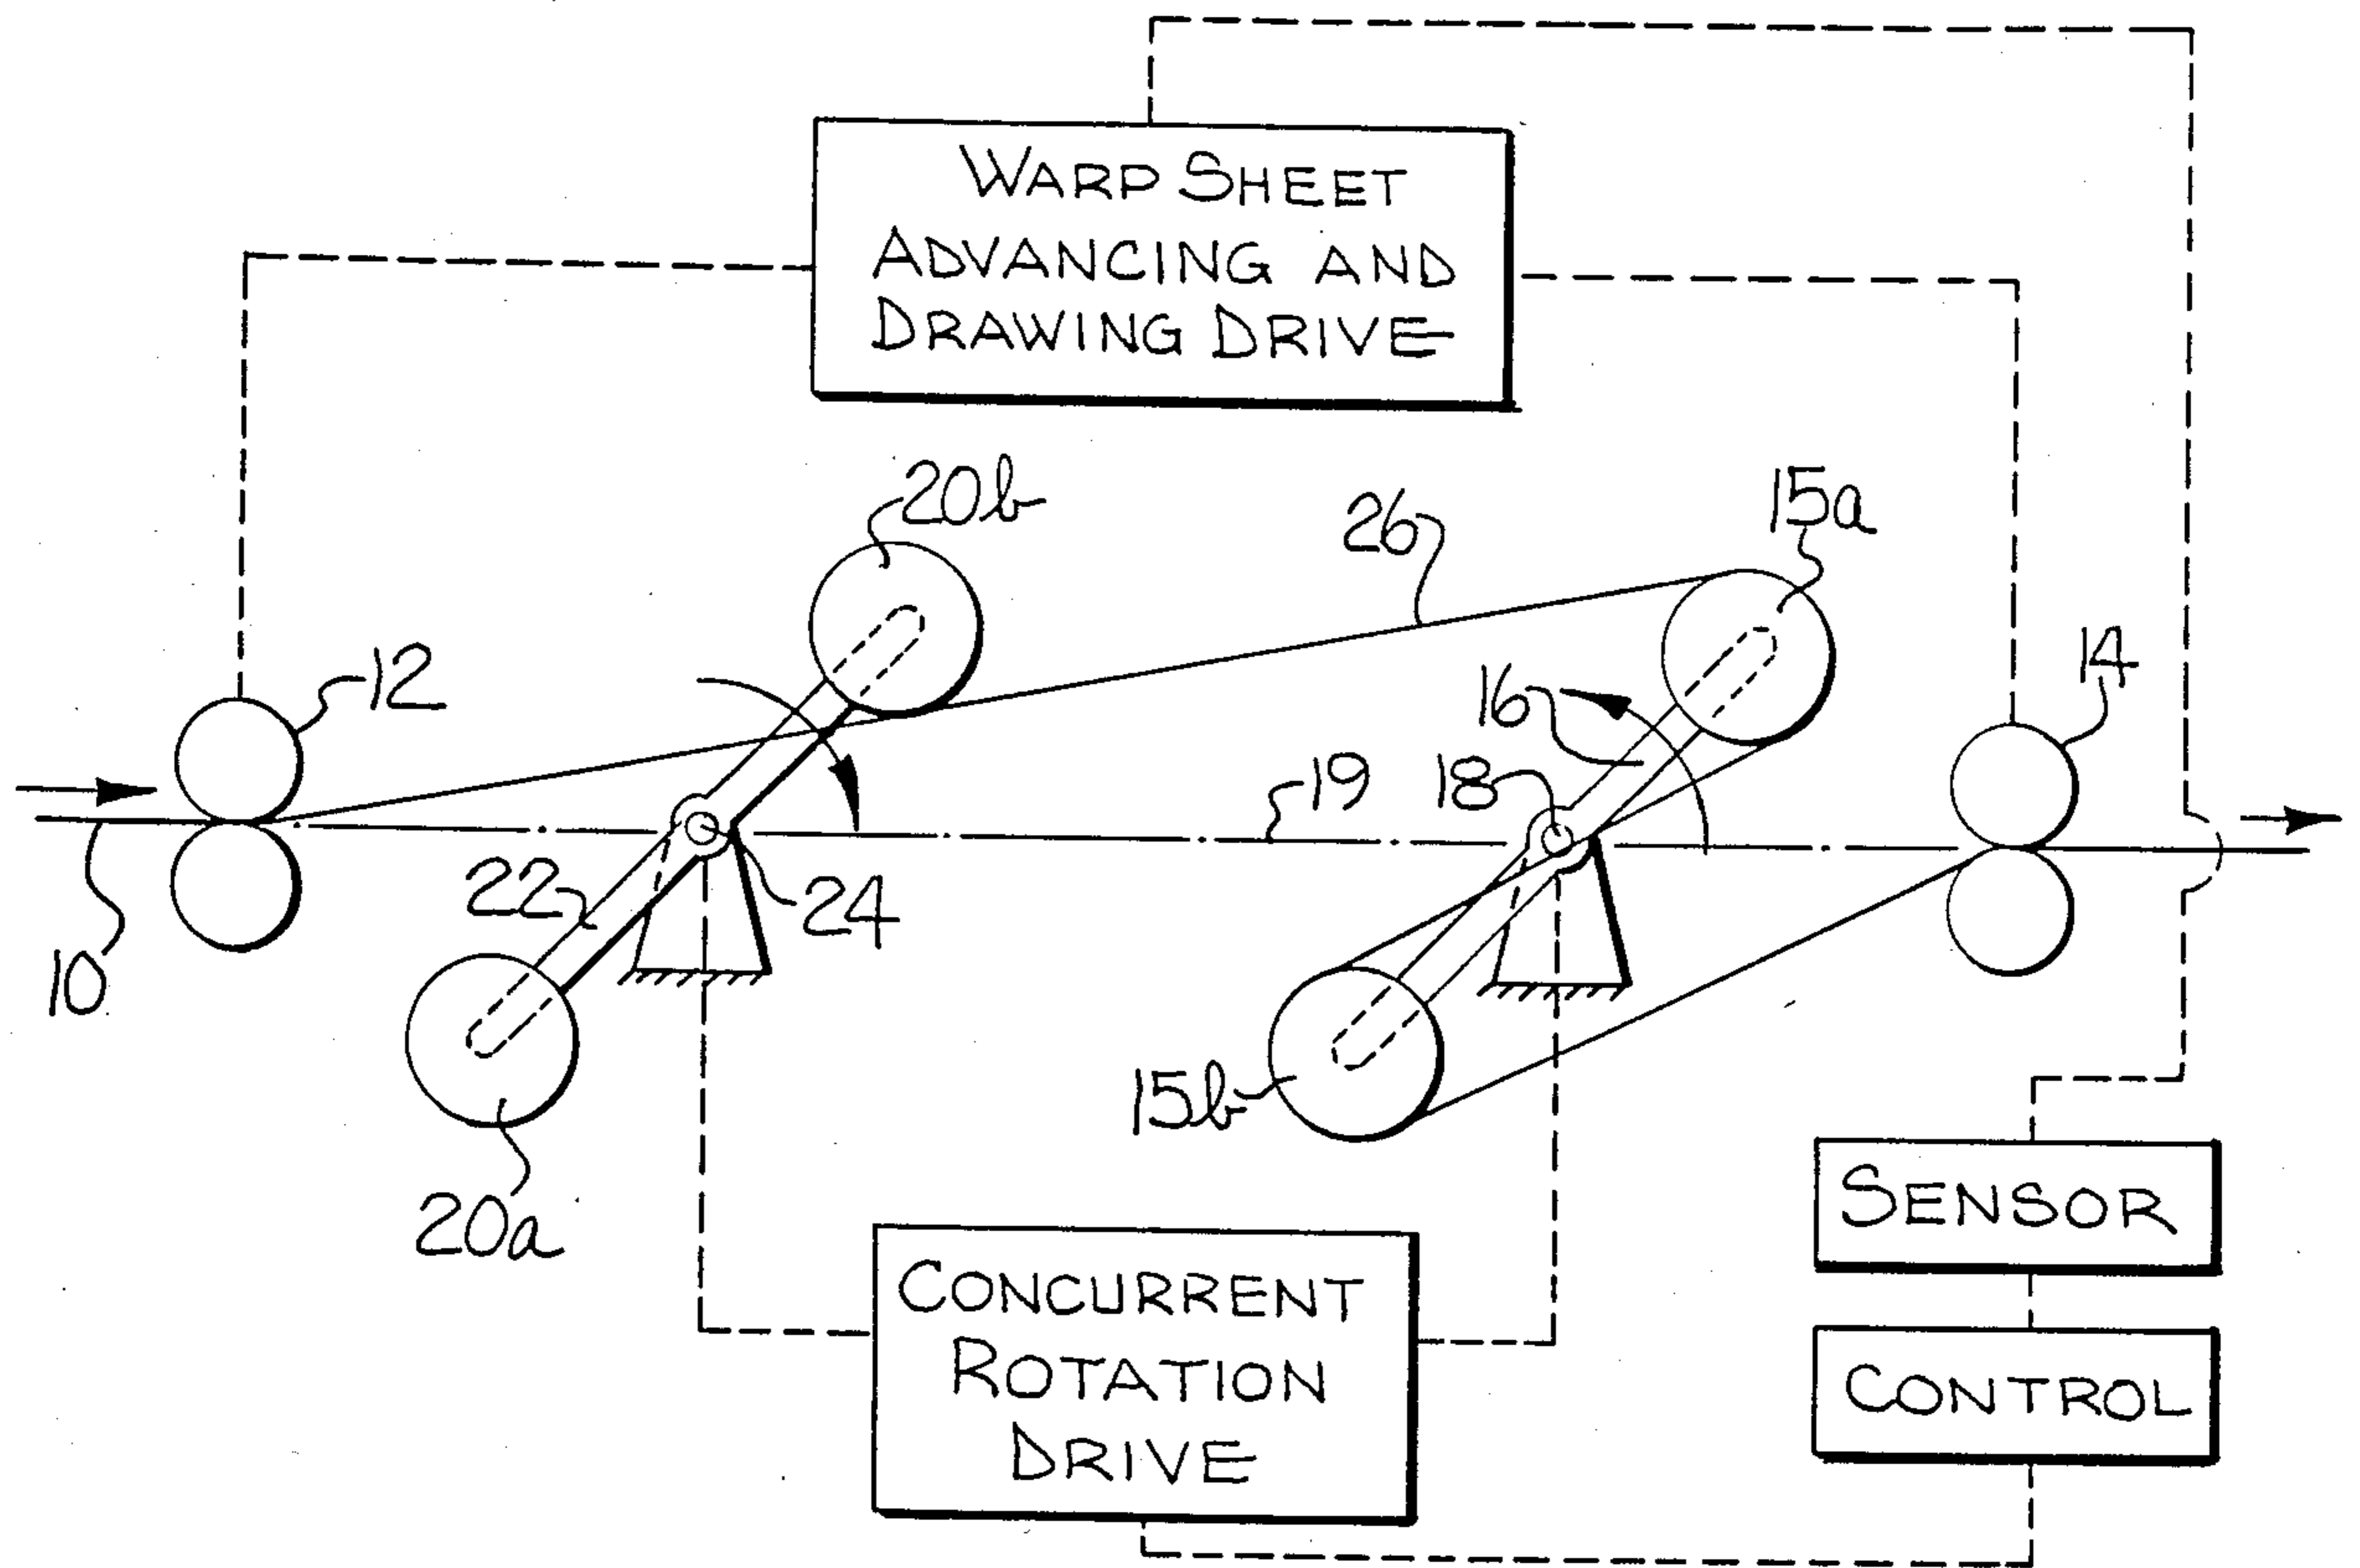 WARP SHEET
ADVANCING AND
DRAWING DRIVE
20b
26
15a
12
16
14
18
19
22
24
10
15b
20a
SENSOR
CONCURRENT
ROTATION
DRIVE
CONTROL